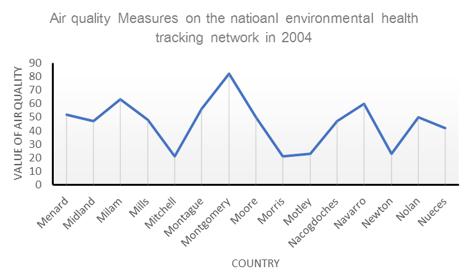 Air quality Measures on the natioanl environmental health
tracking network in 2004
VALUE OF AIR QUALITY
90
80
70
60
50
40
30
20
10
0
Menard
Midland
Milam
Mills
Mitchell
Montague
Montgomery
Moore
Morris
Motley
Nacogdoches
Navarro
Newton
Nolan
Nueces
COUNTRY